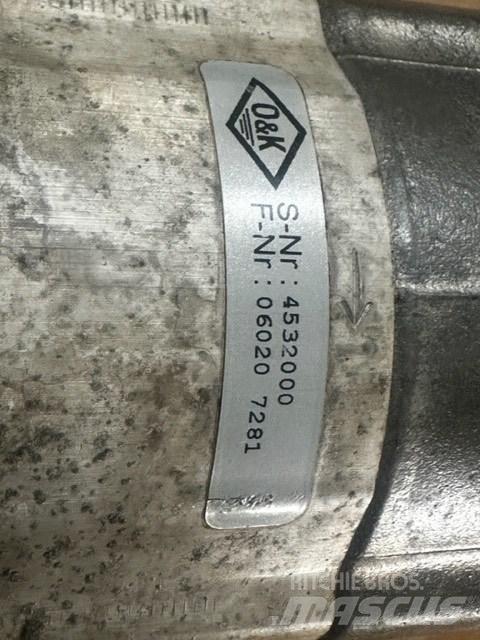 O&K
S-Nr: 4532000
F-Nr: 06020 7281
RITCHIE BROS.
MASCUS